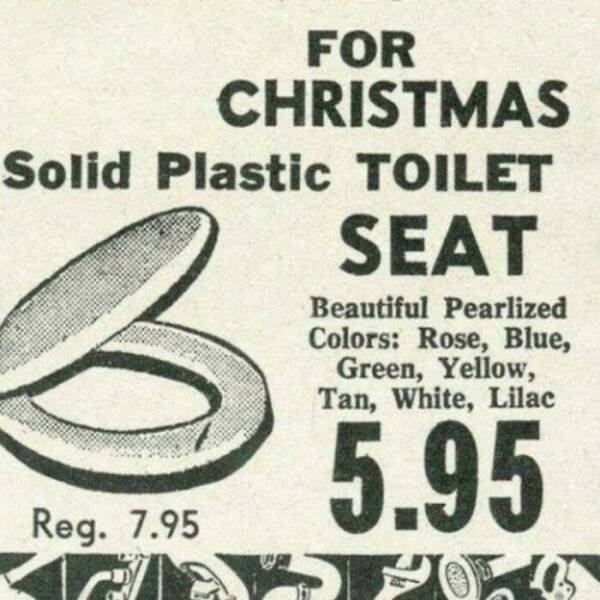 FOR
CHRISTMAS
Solid Plastic TOILET
SEAT
Beautiful Pearlized
Colors: Rose, Blue,
Green, Yellow,
Tan, White, Lilac
5.95
Reg. 7.95